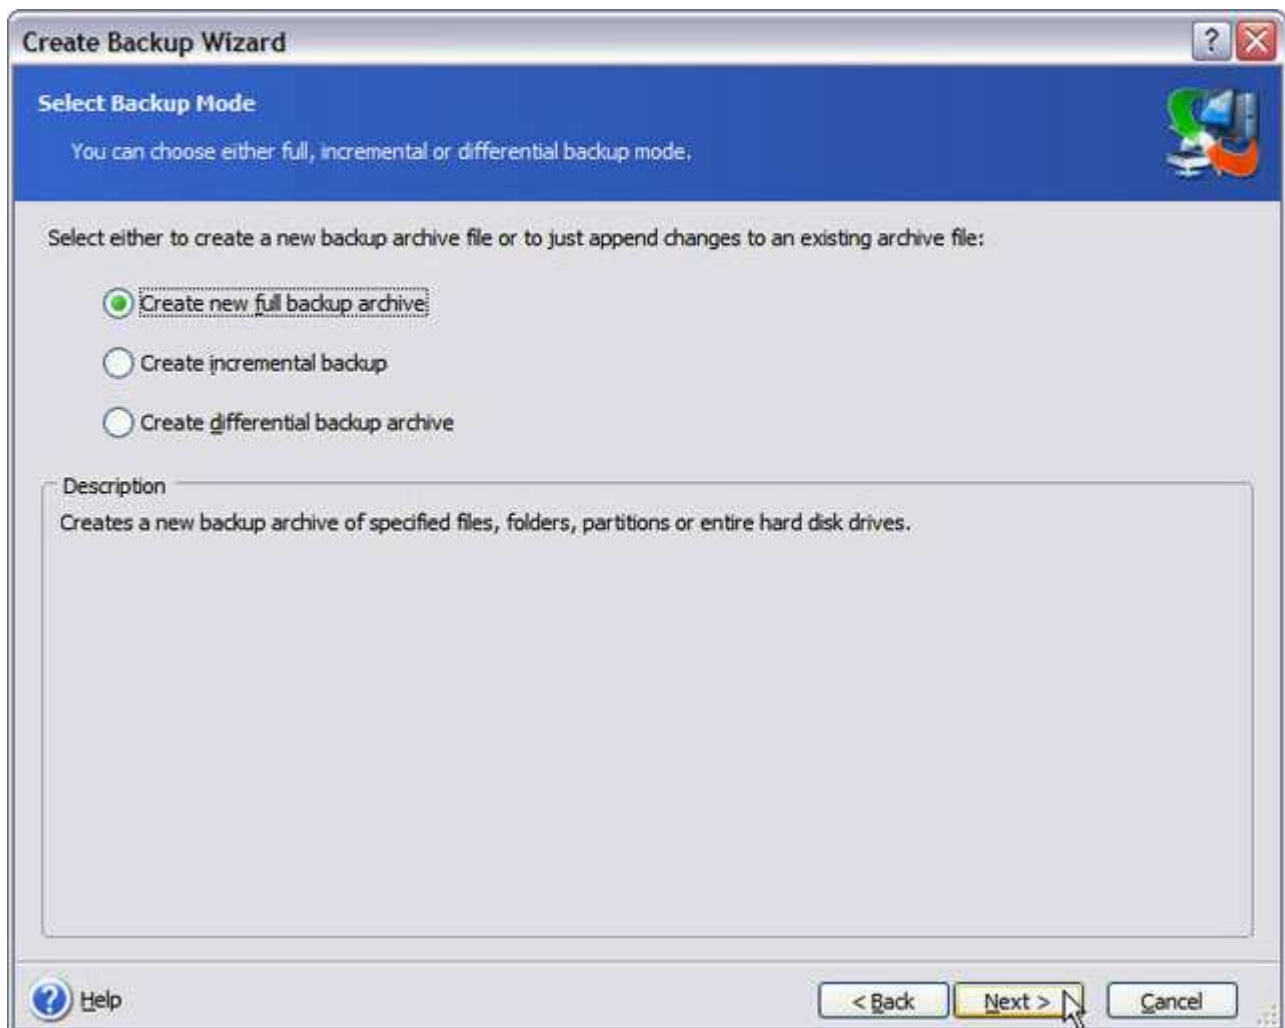 Create Backup Wizard
?
Select Backup Mode
You can choose either full, incremental or differential backup mode.
Select either to create a new backup archive file or to just append changes to an existing archive file:
Create new full backup archive
Create incremental backup
Create differential backup archive
Description
Creates a new backup archive of specified files, folders, partitions or entire hard disk drives.
? Help
< Back
Next >
Cancel